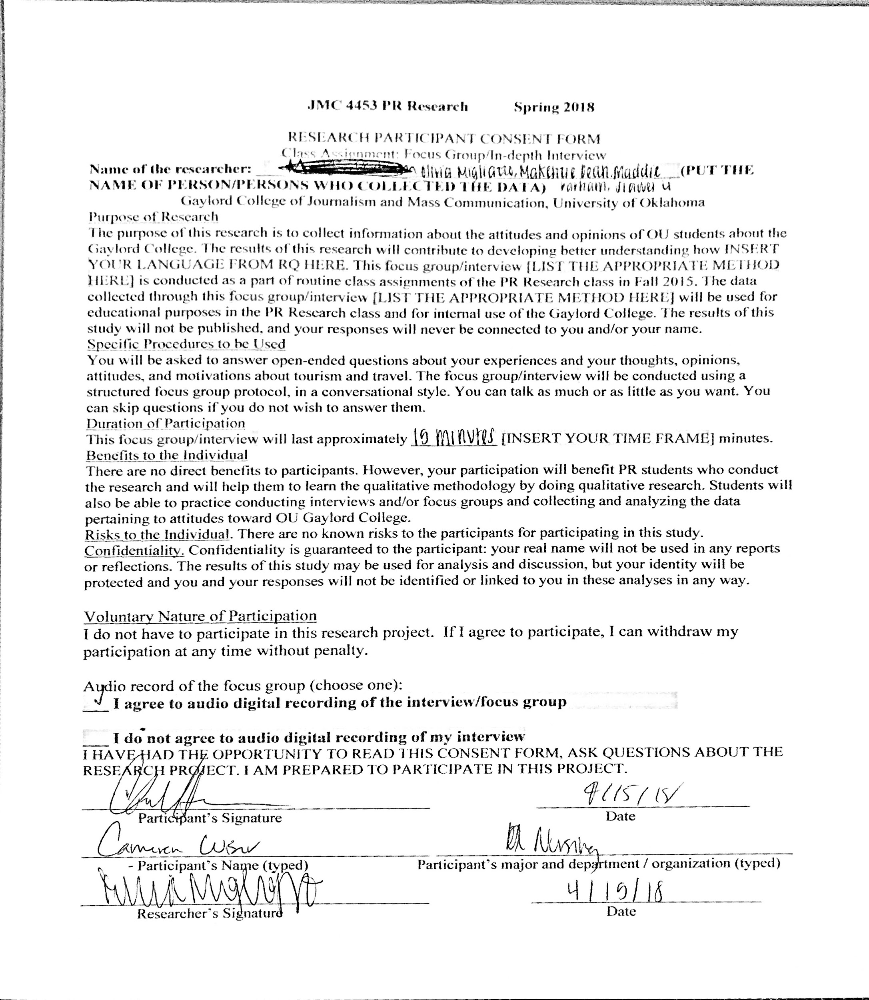 JMC 4453 PR Research Spring 2018
RESEARCH PARTICIPANT CONSENT FORM
Class Assignment: Focus Group/In-depth Interview
Name of the researcher: Olivia Makenzie Dean, Maddie (PUT THE
NAME OF PERSON/PERSONS WHO COLLECTED THE DATA)
Gaylord College of Journalism and Mass Communication, University of Oklahoma
Purpose of Research
The purpose of this research is to collect information about the attitudes and opinions of OU students about the
Gaylord College. The results of this research will contribute to developing better understanding how INSERT
YOUR LANGUAGE FROM RQ HERE. This focus group/interview [LIST THE APPROPRIATE METHOD
HERE] is conducted as a part of routine class assignments of the PR Research class in Fall 2015. The data
collected through this focus group/interview [LIST THE APPROPRIATE METHOD HERE] will be used for
educational purposes in the PR Research class and for internal use of the Gaylord College. The results of this
study will not be published, and your responses will never be connected to you and/or your name.
Specific Procedures to be Used
You will be asked to answer open-ended questions about your experiences and your thoughts, opinions,
attitudes, and motivations about tourism and travel. The focus group/interview will be conducted using a
structured focus group protocol, in a conversational style. You can talk as much or as little as you want. You
can skip questions if you do not wish to answer them.
Duration of Participation
This focus group/interview will last approximately minutes [INSERT YOUR TIME FRAME] minutes.
Benefits to the Individual
There are no direct benefits to participants. However, your participation will benefit PR students who conduct
the research and will help them to learn the qualitative methodology by doing qualitative research. Students will
also be able to practice conducting interviews and/or focus groups and collecting and analyzing the data
pertaining to attitudes toward OU Gaylord College.
Risks to the Individual. There are no known risks to the participants for participating in this study.
Confidentiality. Confidentiality is guaranteed to the participant: your real name will not be used in any reports
or reflections. The results of this study may be used for analysis and discussion, but your identity will be
protected and you and your responses will not be identified or linked to you in these analyses in any way.
Voluntary Nature of Participation
I do not have to participate in this research project. If I agree to participate, I can withdraw my
participation at any time without penalty.
Audio record of the focus group (choose one):
✓ I agree to audio digital recording of the interview/focus group
___ I do not agree to audio digital recording of my interview
I HAVE HAD THE OPPORTUNITY TO READ THIS CONSENT FORM, ASK QUESTIONS ABOUT THE
RESEARCH PROJECT. I AM PREPARED TO PARTICIPATE IN THIS PROJECT.
Participant's Signature Date
Cameron Nursing
- Participant's Name (typed) Participant's major and department / organization (typed)
4/15/18
Researcher's Signature Date